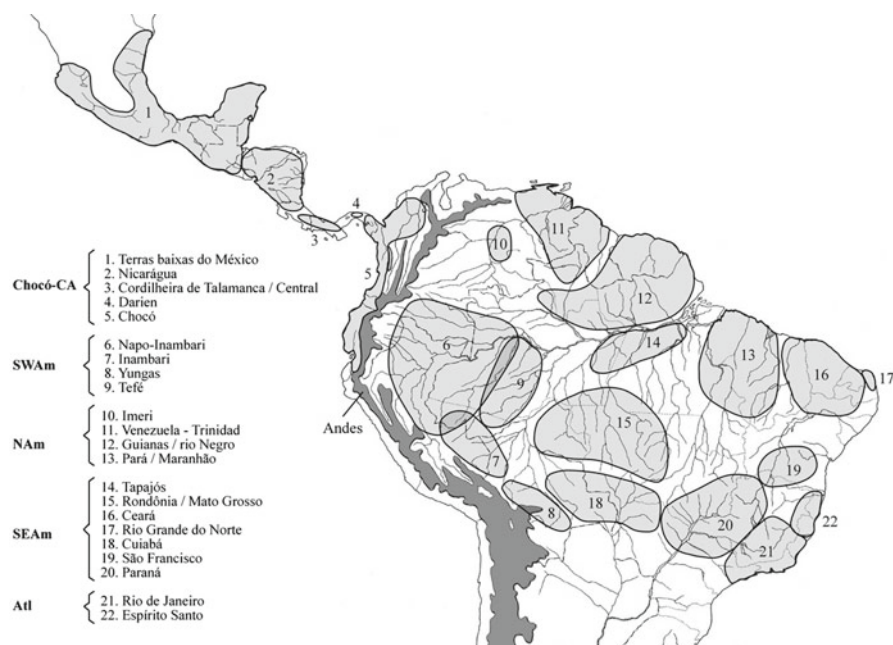 1
2
3
4
5
10
11
12
6
9
14
13
16
17
Andes
15
7
8
18
19
20
21
22
Chocó-CA
1. Terras baixas do México
2. Nicarágua
3. Cordilheira de Talamanca / Central
4. Darien
5. Chocó
SWAm
6. Napo-Inambari
7. Inambari
8. Yungas
9. Tefé
NAm
10. Imeri
11. Venezuela - Trinidad
12. Guianas / rio Negro
13. Pará / Maranhão
SEAm
14. Tapajós
15. Rondônia / Mato Grosso
16. Ceará
17. Rio Grande do Norte
18. Cuiabá
19. São Francisco
20. Paraná
Atl
21. Rio de Janeiro
22. Espírito Santo